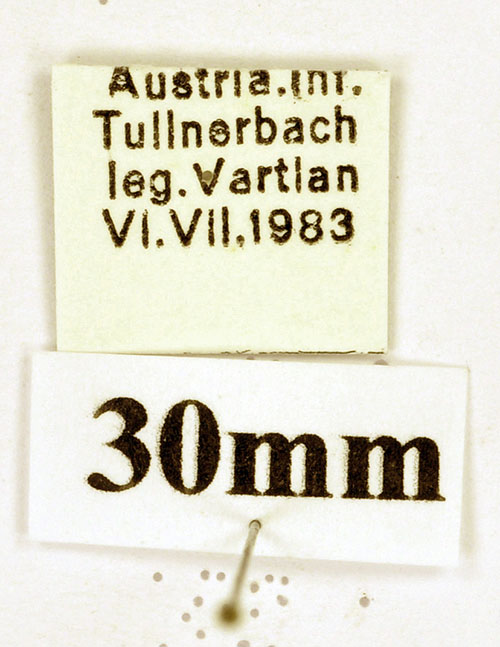 Austria.inf.
Tullnerbach
leg.Vartian
VI.VII.1983
30mm